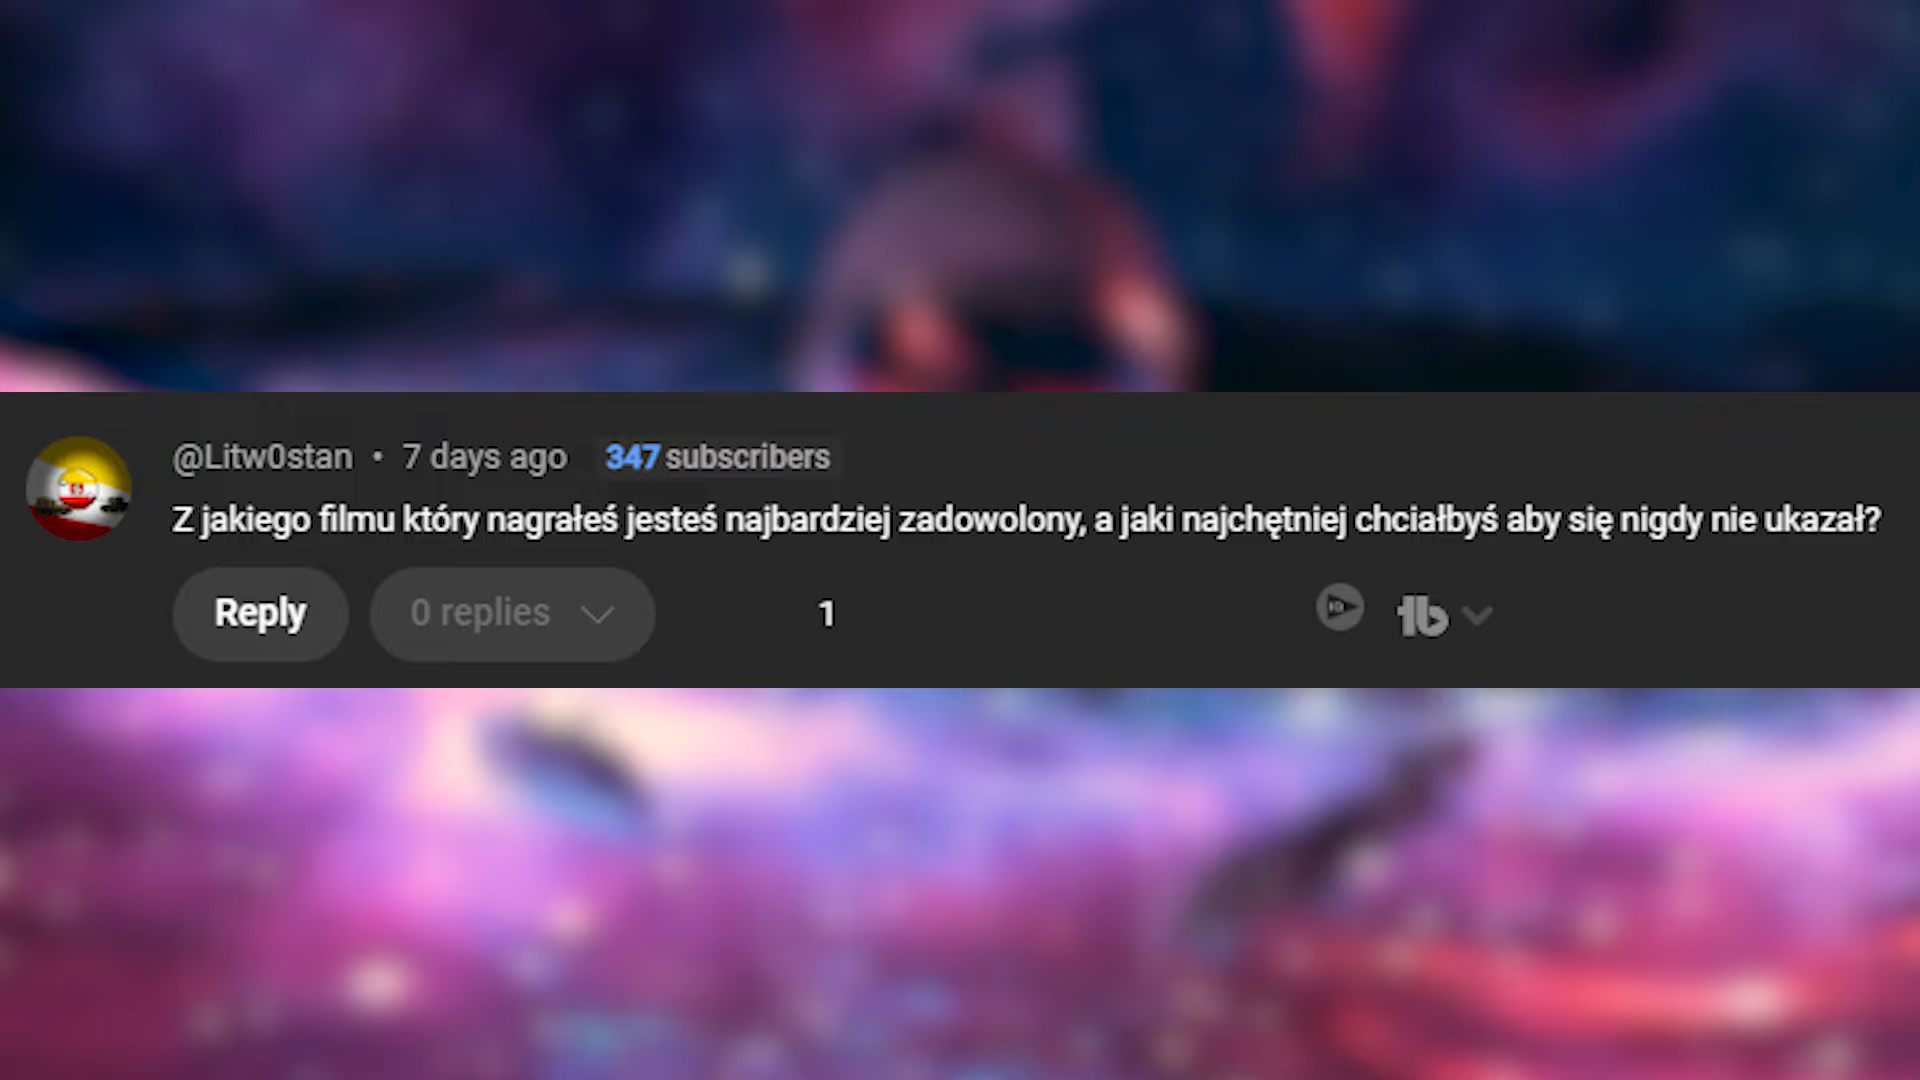 @Litw0stan • 7 days ago 347 subscribers
Z jakiego filmu który nagrałeś jesteś najbardziej zadowolony, a jaki najchętniej chciałbyś aby się nigdy nie ukazał?
Reply 0 replies 1 tb